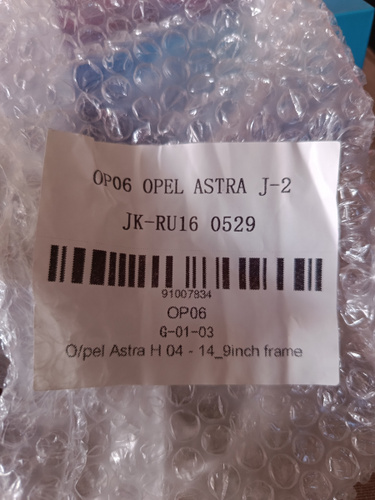 OP06 OPEL ASTRA J-2
JK-RU16 0529
91007834
OP06
G-01-03
O/pel Astra H 04 - 14_9inch frame